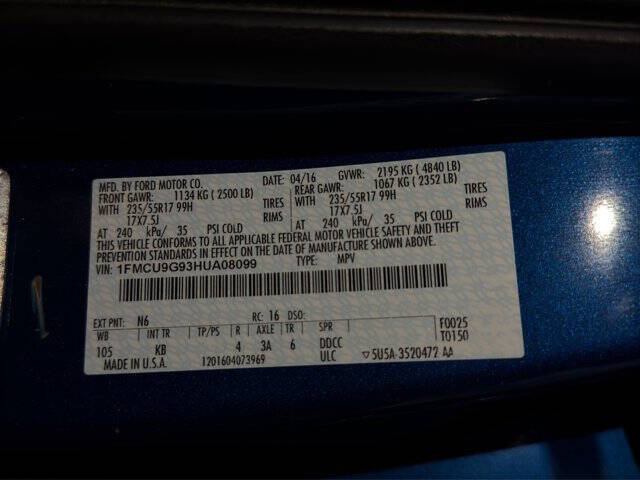 MFD. BY FORD MOTOR CO. DATE: 04/16 GVWR: 2195 KG ( 4840 LB)
FRONT GAWR: 1134 KG ( 2500 LB) REAR GAWR: 1067 KG ( 2352 LB)
WITH 235/55R17 99H TIRES WITH 235/55R17 99H TIRES
17X7.5J RIMS 17X7.5J RIMS
AT 240 kPa/ 35 PSI COLD AT 240 kPa/ 35 PSI COLD
THIS VEHICLE CONFORMS TO ALL APPLICABLE FEDERAL MOTOR VEHICLE SAFETY AND THEFT
PREVENTION STANDARDS IN EFFECT ON THE DATE OF MANUFACTURE SHOWN ABOVE.
VIN: 1FMCU9G93HUA08099 TYPE: MPV
EXT PNT: N6 RC: 16 DSO: F0025
WB INT TR TP/PS R AXLE TR SPR T0150
105 KB 4 3A 6 DDCC
MADE IN U.S.A. 1201604073969 ULC ▽5U5A-3520472 AA